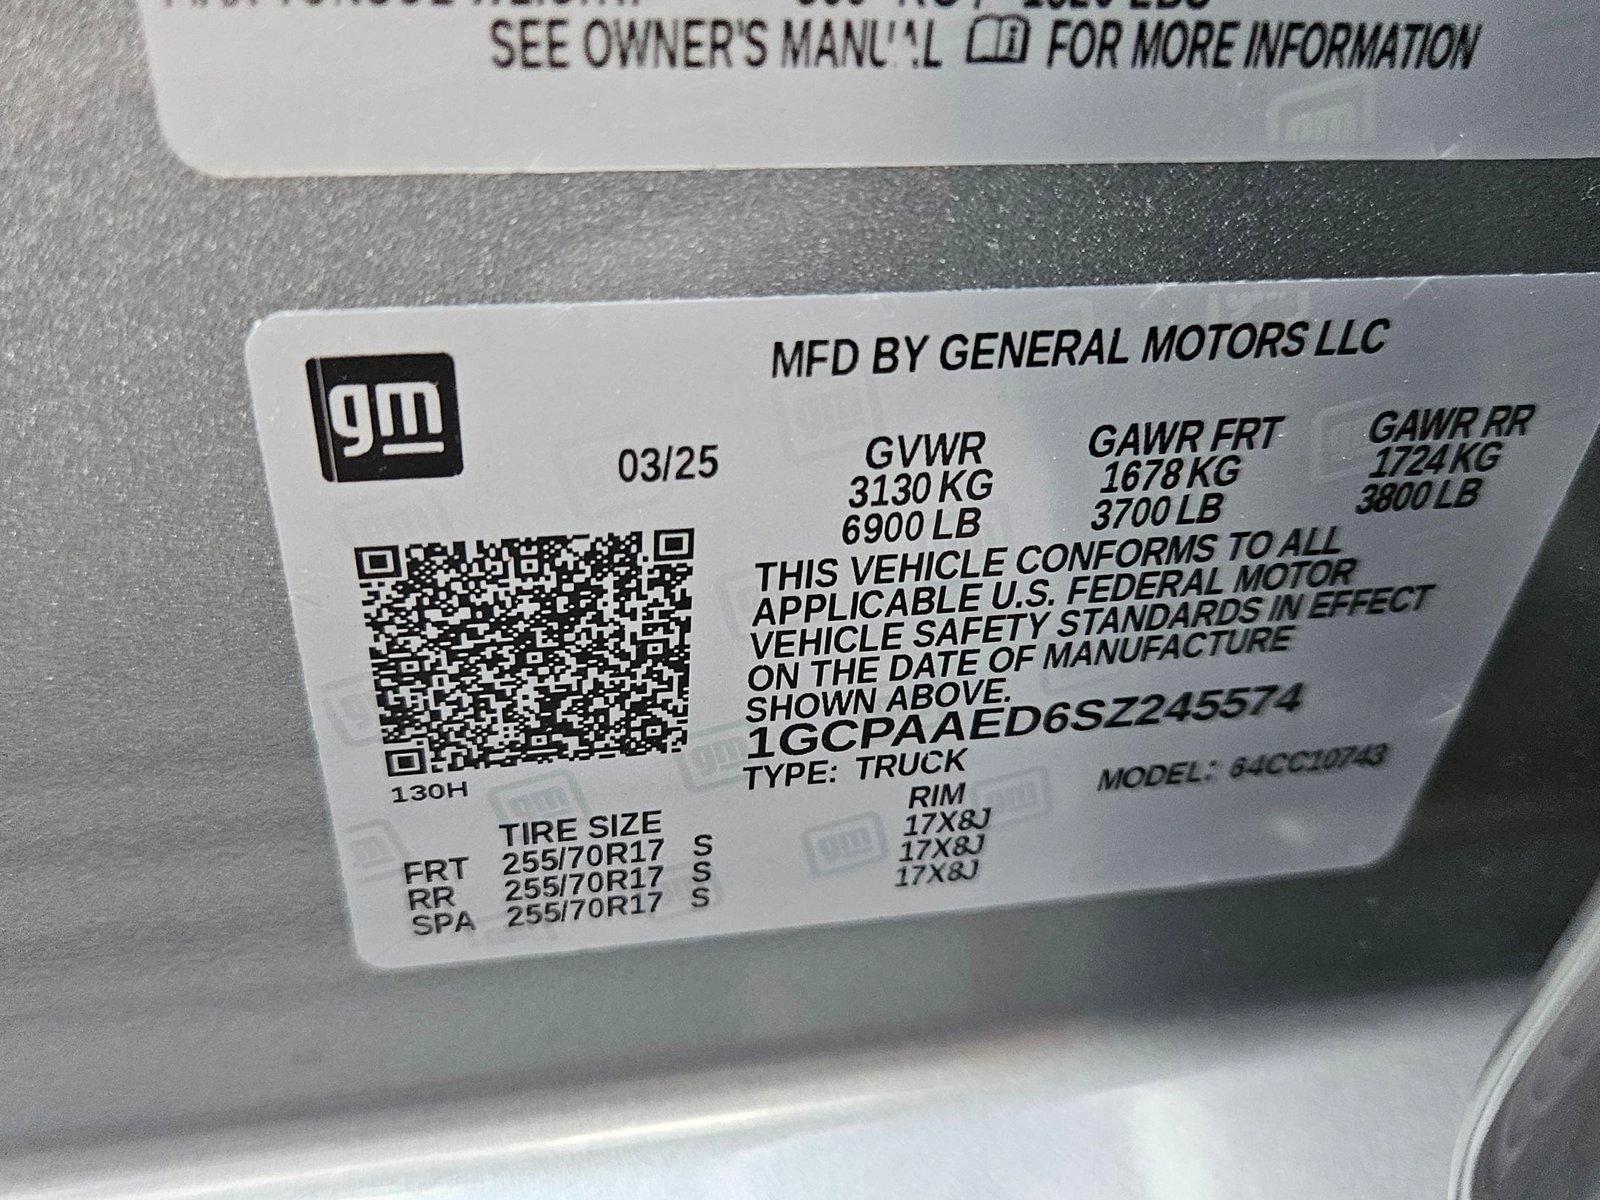 SEE OWNER'S MANUAL FOR MORE INFORMATION
gm
MFD BY GENERAL MOTORS LLC
03/25
GVWR GAWR FRT GAWR RR
3130 KG 1678 KG 1724 KG
6900 LB 3700 LB 3800 LB
THIS VEHICLE CONFORMS TO ALL
APPLICABLE U.S. FEDERAL MOTOR
VEHICLE SAFETY STANDARDS IN EFFECT
ON THE DATE OF MANUFACTURE
SHOWN ABOVE.
1GCPAAED6SZ245574
TYPE: TRUCK MODEL: 64CC10743
130H
TIRE SIZE RIM
FRT 255/70R17 S 17X8J
RR 255/70R17 S 17X8J
SPA 255/70R17 S 17X8J